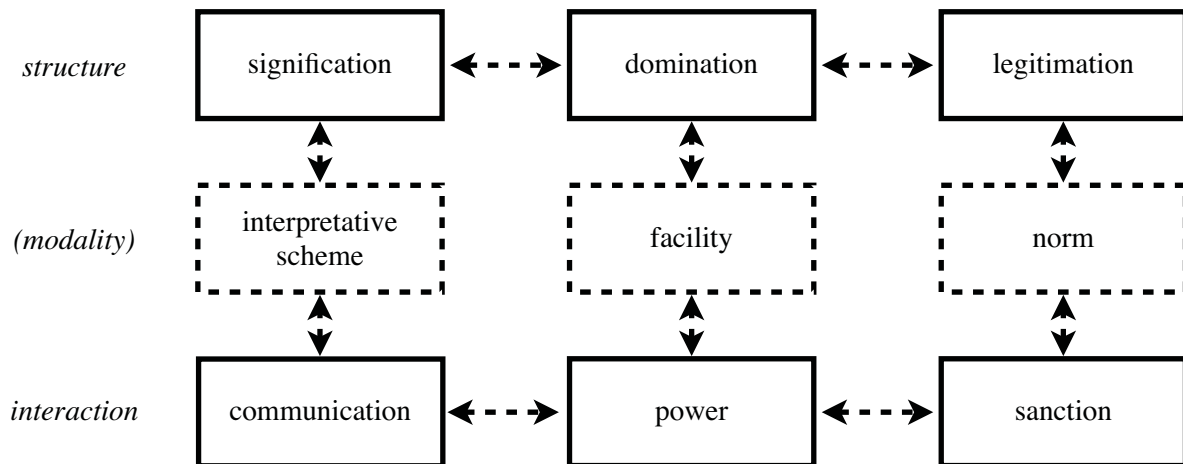 structure signification domination legitimation
(modality) interpretative scheme facility norm
interaction communication power sanction